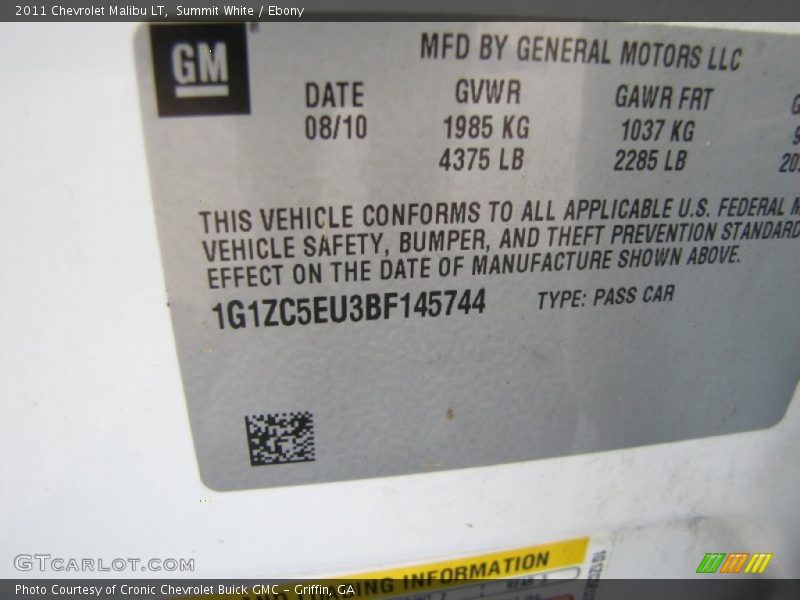 2011 Chevrolet Malibu LT, Summit White / Ebony
GM
MFD BY GENERAL MOTORS LLC
DATE GVWR GAWR FRT
08/10 1985 KG 1037 KG
4375 LB 2285 LB
THIS VEHICLE CONFORMS TO ALL APPLICABLE U.S. FEDERAL
VEHICLE SAFETY, BUMPER, AND THEFT PREVENTION STANDARD
EFFECT ON THE DATE OF MANUFACTURE SHOWN ABOVE.
1G1ZC5EU3BF145744 TYPE: PASS CAR
GTCARLOT.COM
INFORMATION
Photo Courtesy of Cronic Chevrolet Buick GMC – Griffin, GA